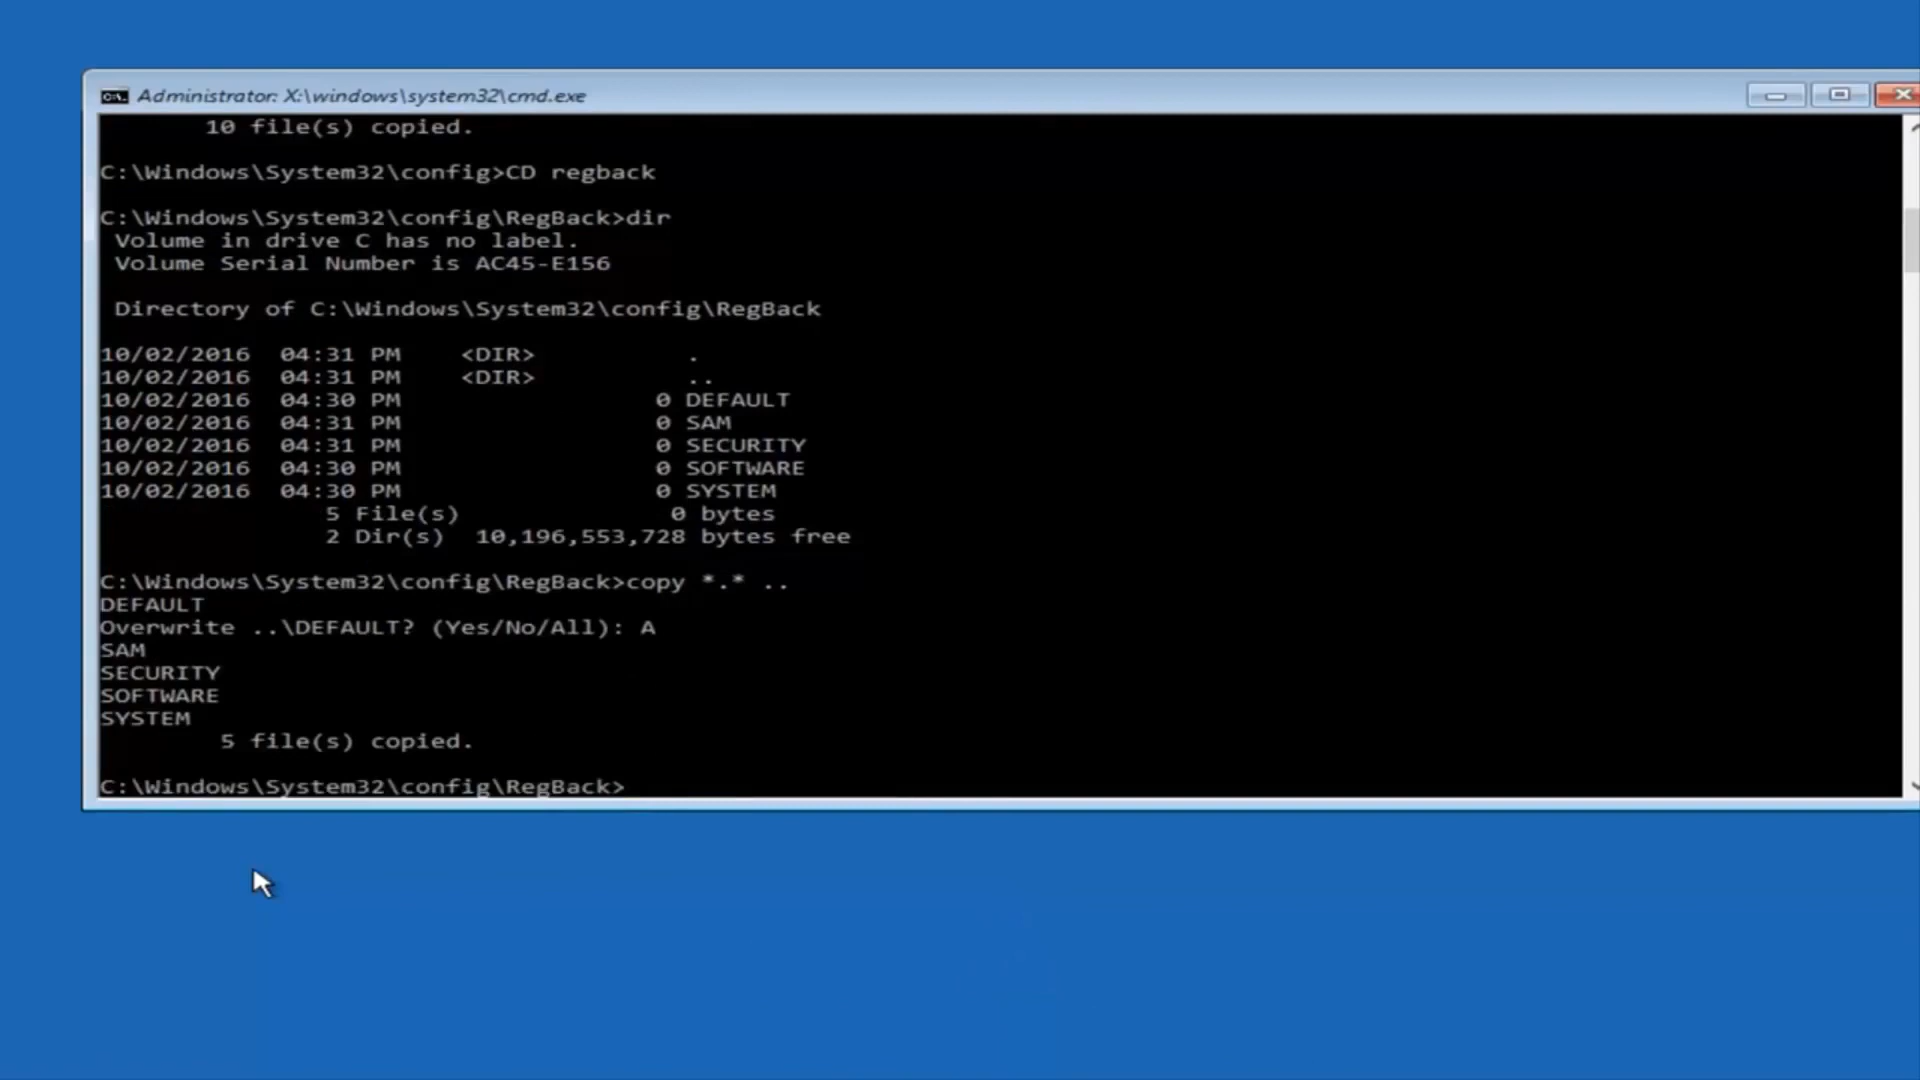 Administrator: X:\windows\system32\cmd.exe
10 file(s) copied.
C:\Windows\System32\config>CD regback
C:\Windows\System32\config\RegBack>dir
Volume in drive C has no label.
Volume Serial Number is AC45-E156
Directory of C:\Windows\System32\config\RegBack
10/02/2016 04:31 PM <DIR> .
10/02/2016 04:31 PM <DIR> ..
10/02/2016 04:30 PM 0 DEFAULT
10/02/2016 04:31 PM 0 SAM
10/02/2016 04:31 PM 0 SECURITY
10/02/2016 04:30 PM 0 SOFTWARE
10/02/2016 04:30 PM 0 SYSTEM
5 File(s) 0 bytes
2 Dir(s) 10,196,553,728 bytes free
C:\Windows\System32\config\RegBack>copy *.* ..
DEFAULT
Overwrite ..\DEFAULT? (Yes/No/All): A
SAM
SECURITY
SOFTWARE
SYSTEM
5 file(s) copied.
C:\Windows\System32\config\RegBack>